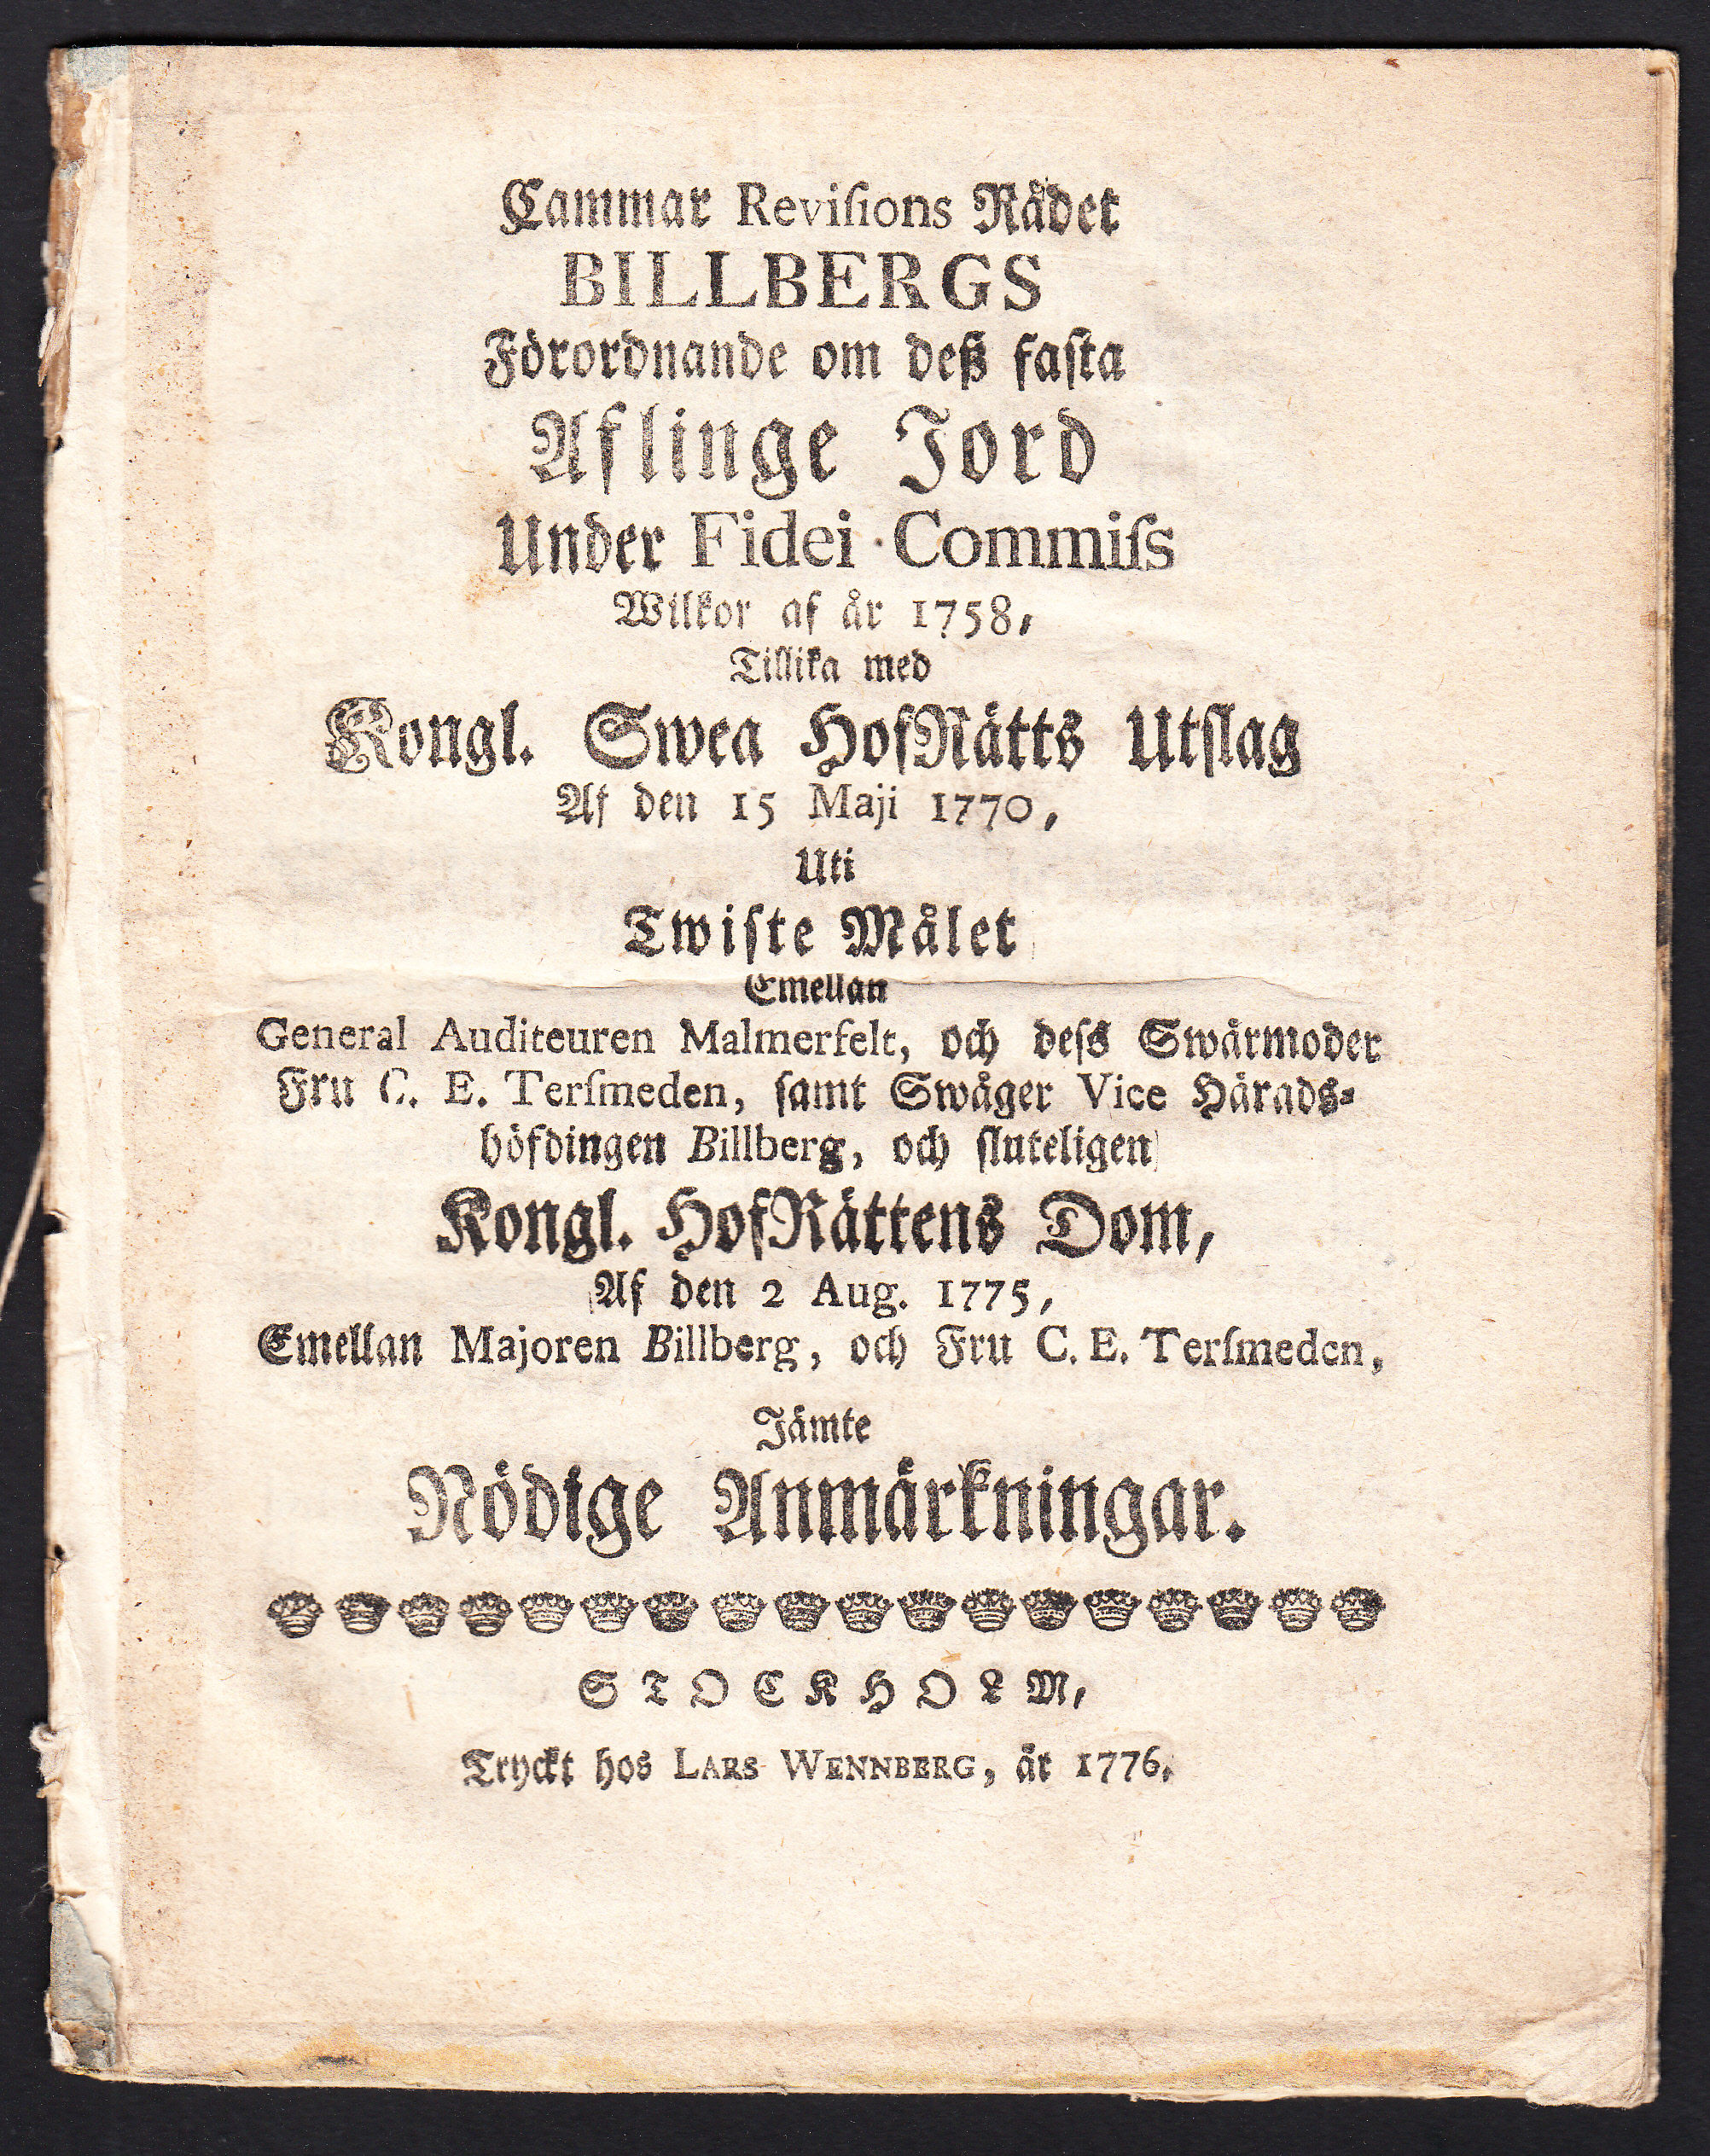 Cammar Reviſions Rådet
BILLBERGS
Förordnande om deß faſta
Aflinge Jord
Under Fidei-Commiſs
Wilkor af år 1758,
Tillika med
Kongl. Swea HofRätts Utſlag
Af den 15 Maji 1770,
Uti
Twiſte Målet
Emellan
General Auditeuren Malmerfelt, och deſs Swärmoder
Fru C. E. Terſmeden, ſamt Swåger Vice Härads-
höfdingen Billberg, och ſluteligen
Kongl. HofRättens Dom,
Af den 2 Aug. 1775,
Emellan Majoren Billberg, och Fru C. E. Terſmeden,
Jämte
Nödige Anmärkningar.
STOCKHOLM,
Tryckt hos LARS WENNBERG, år 1776.